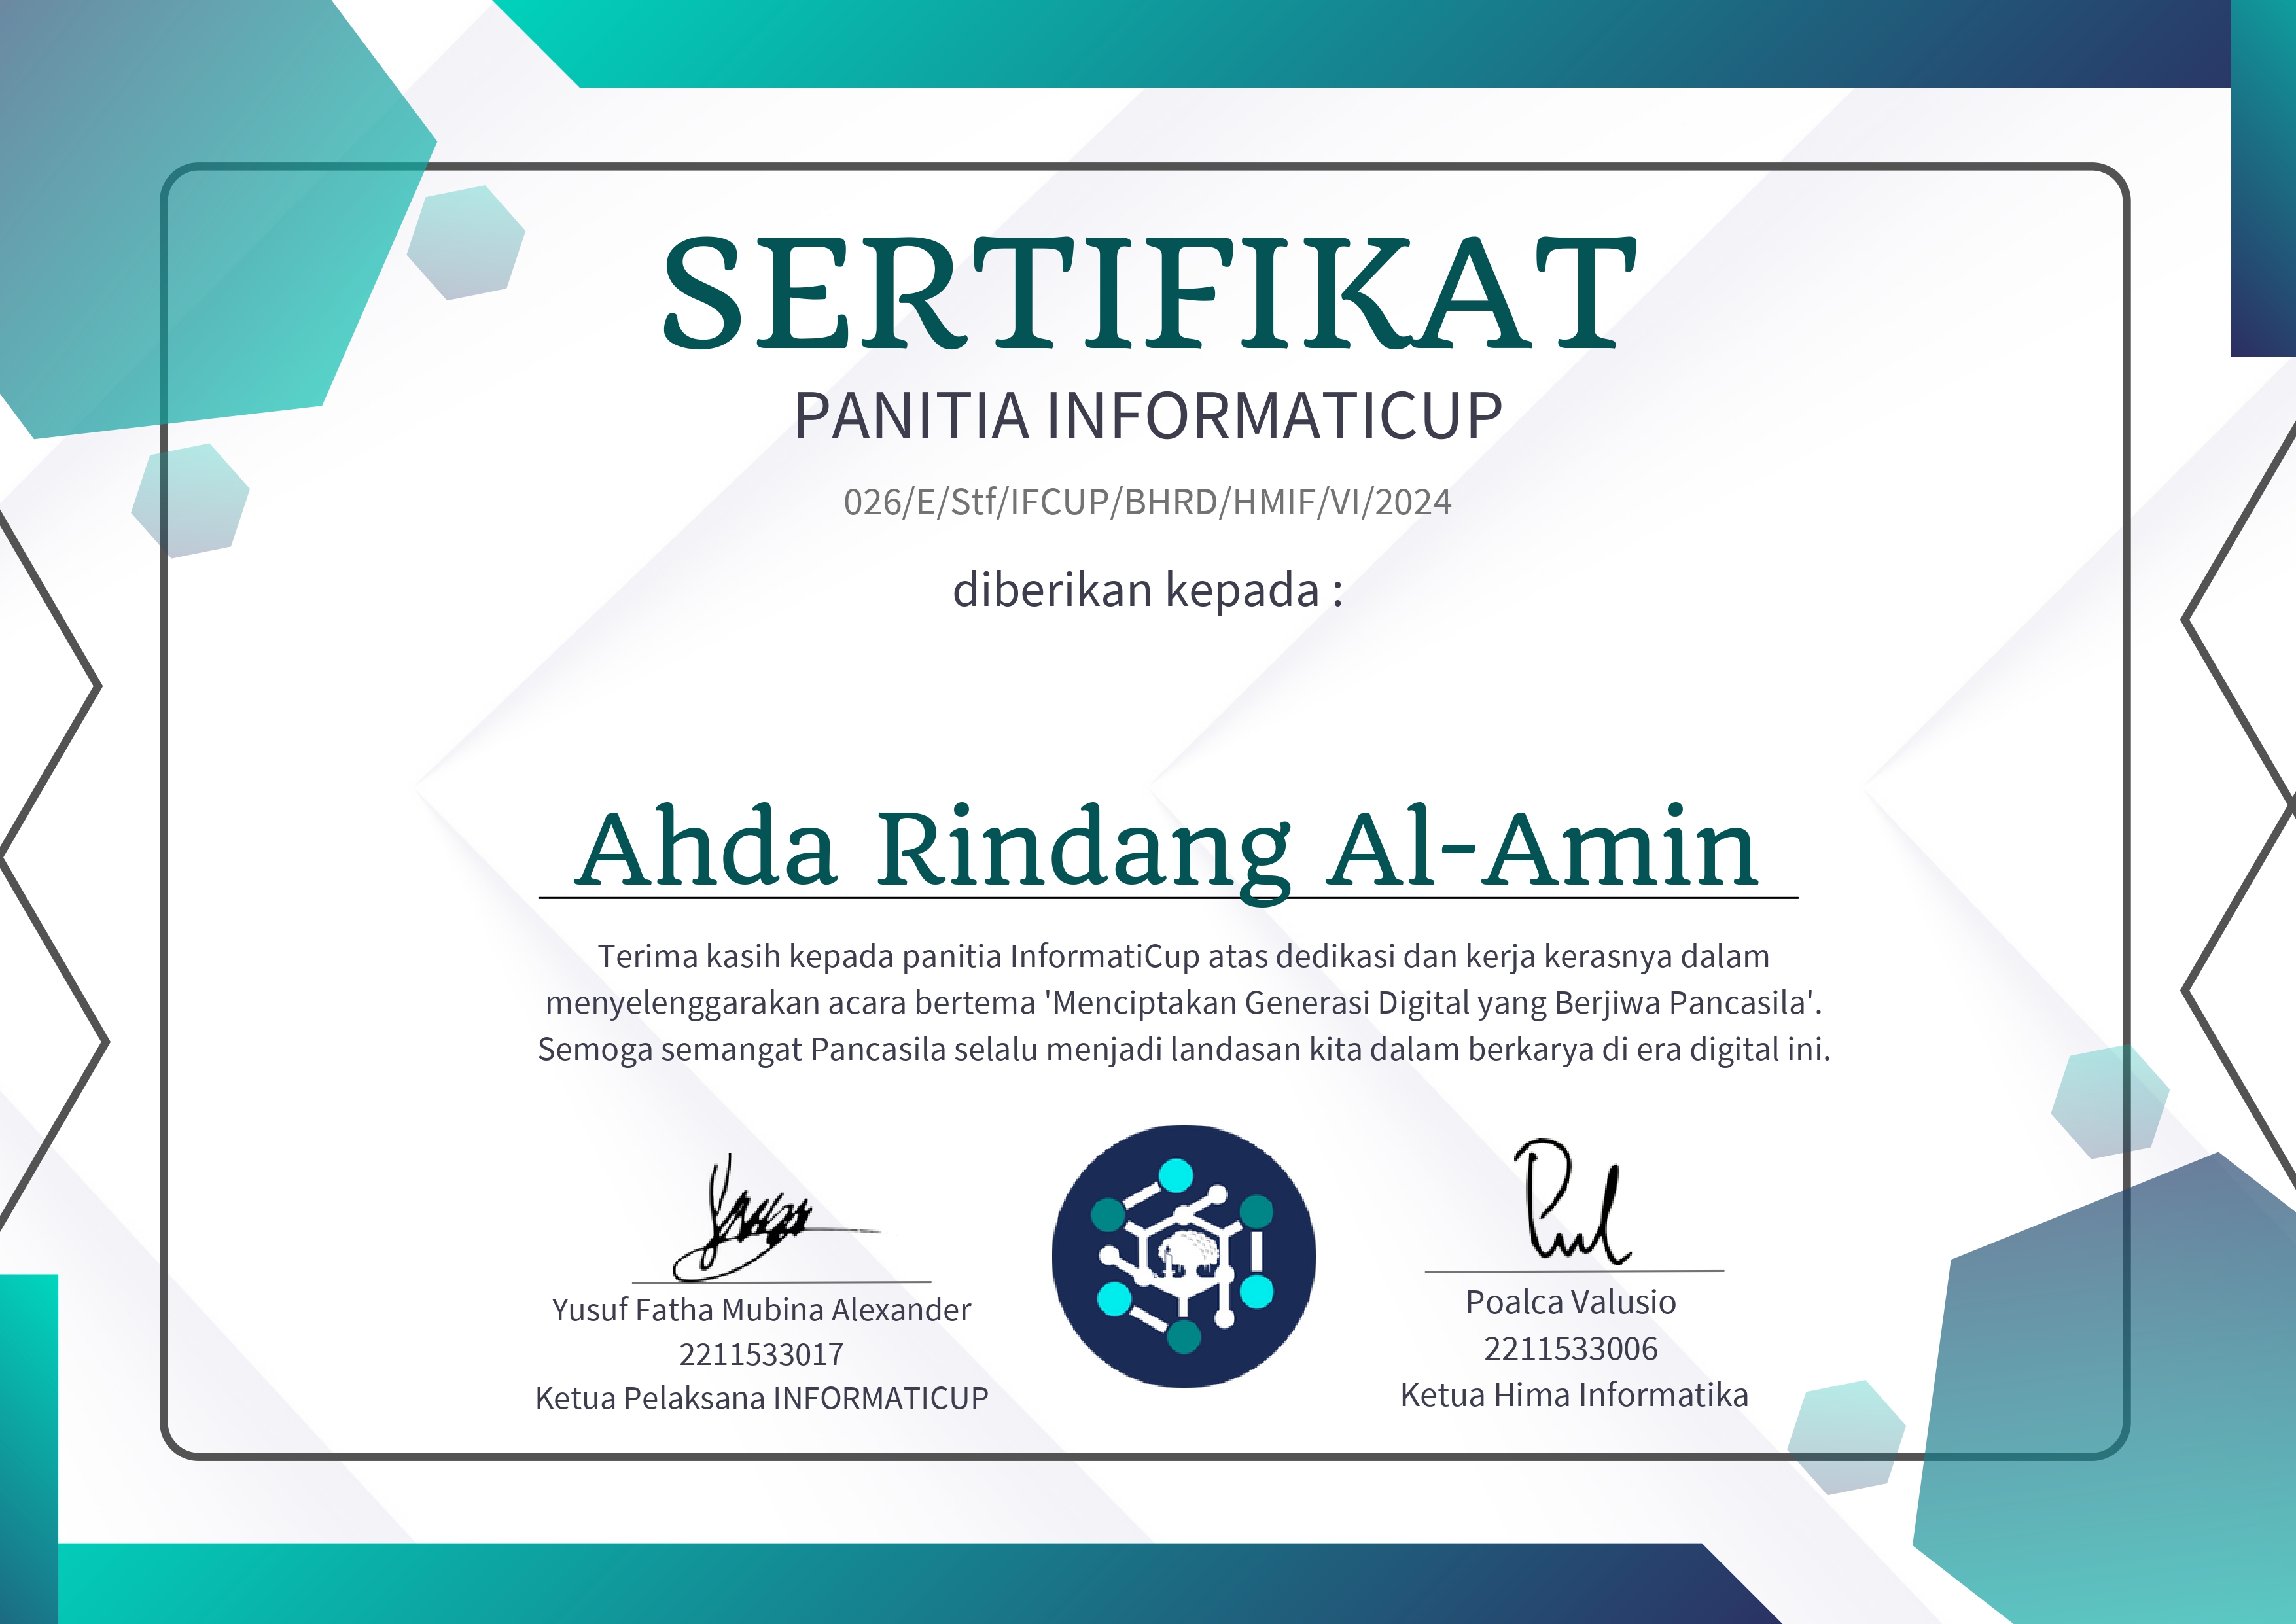 SERTIFIKAT
PANITIA INFORMATICUP
026/E/Stf/IFCUP/BHRD/HMIF/VI/2024
diberikan kepada :
Ahda Rindang Al-Amin
Terima kasih kepada panitia InformatiCup atas dedikasi dan kerja kerasnya dalam
menyelenggarakan acara bertema 'Menciptakan Generasi Digital yang Berjiwa Pancasila'.
Semoga semangat Pancasila selalu menjadi landasan kita dalam berkarya di era digital ini.
Yusuf Fatha Mubina Alexander
2211533017
Ketua Pelaksana INFORMATICUP
Poalca Valusio
2211533006
Ketua Hima Informatika